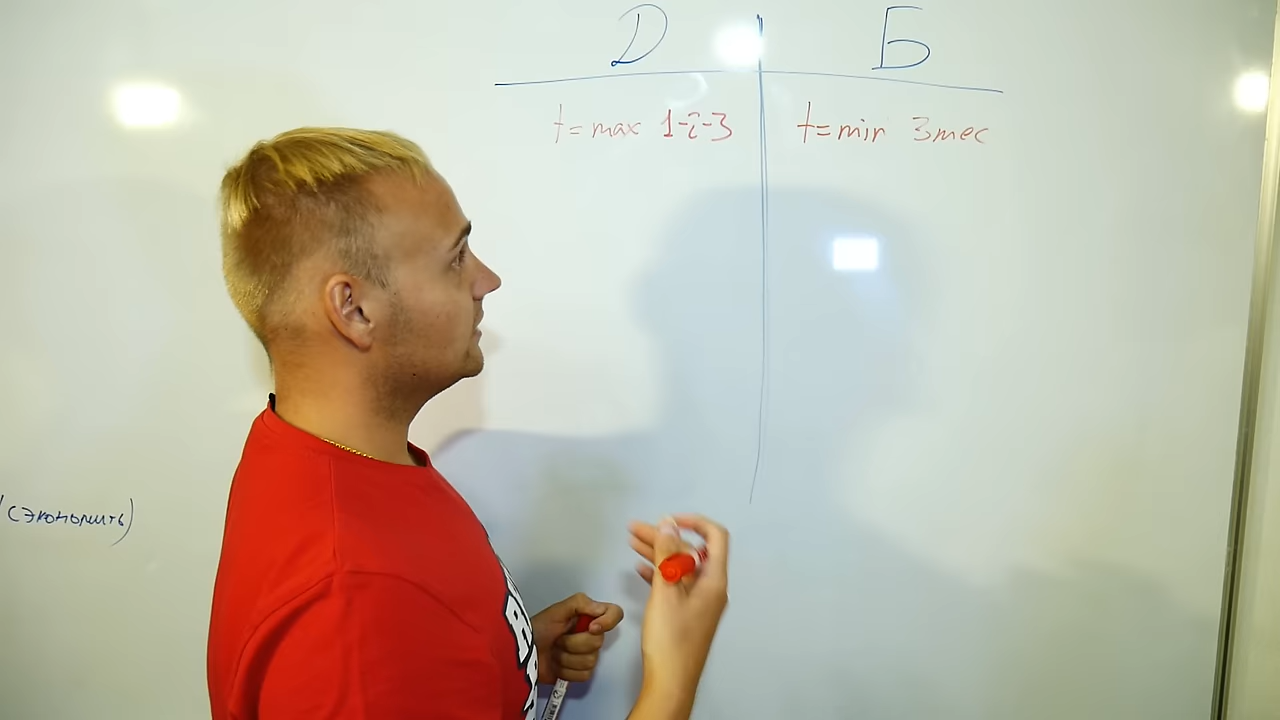 Д Б
t=max 1-2-3 t=min 3мес
(сэкономить)